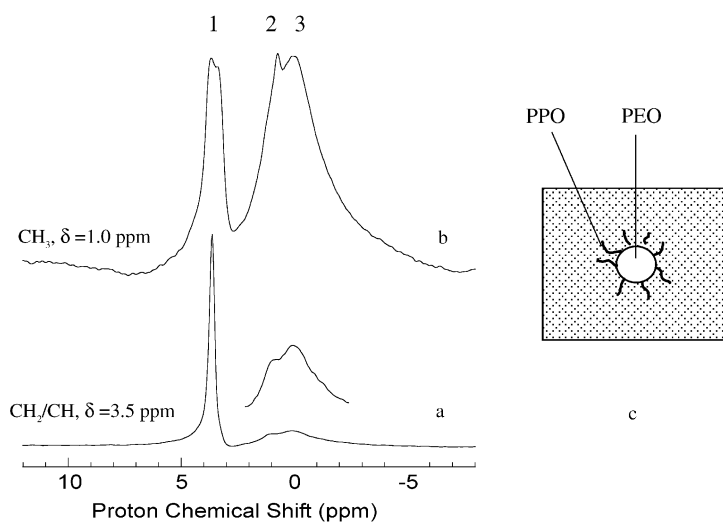 1 2 3
PPO PEO
CH₃, δ =1.0 ppm b
CH₂/CH, δ =3.5 ppm a c
10 5 0 -5
Proton Chemical Shift (ppm)